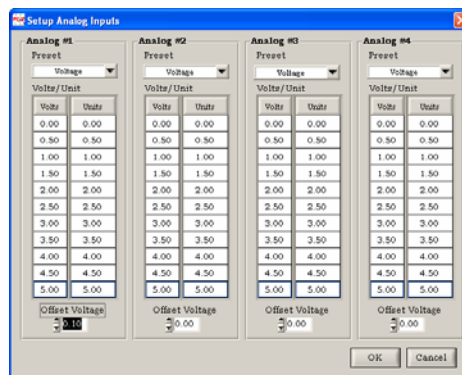 Setup Analog Inputs
Analog #1
Preset
Voltage
Volts/Unit
Volts Units
0.00 0.00
0.50 0.50
1.00 1.00
1.50 1.50
2.00 2.00
2.50 2.50
3.00 3.00
3.50 3.50
4.00 4.00
4.50 4.50
5.00 5.00
Offset Voltage
0.10
Analog #2
Preset
Voltage
Volts/Unit
Volts Units
0.00 0.00
0.50 0.50
1.00 1.00
1.50 1.50
2.00 2.00
2.50 2.50
3.00 3.00
3.50 3.50
4.00 4.00
4.50 4.50
5.00 5.00
Offset Voltage
0.00
Analog #3
Preset
Voltage
Volts/Unit
Volts Units
0.00 0.00
0.50 0.50
1.00 1.00
1.50 1.50
2.00 2.00
2.50 2.50
3.00 3.00
3.50 3.50
4.00 4.00
4.50 4.50
5.00 5.00
Offset Voltage
0.00
Analog #4
Preset
Voltage
Volts/Unit
Volts Units
0.00 0.00
0.50 0.50
1.00 1.00
1.50 1.50
2.00 2.00
2.50 2.50
3.00 3.00
3.50 3.50
4.00 4.00
4.50 4.50
5.00 5.00
Offset Voltage
0.00
OK Cancel